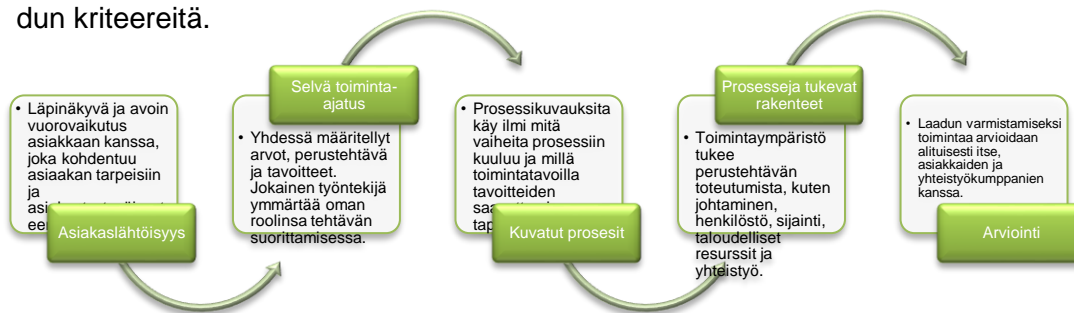 dun kriteereitä.
• Läpinäkyvä ja avoin
vuorovaikutus
asiakkaan kanssa,
joka kohdentuu
asiaakan tarpeisiin
ja
Asiakaslähtöisyys
Selvä toiminta-
ajatus
• Yhdessä määritellyt
arvot, perustehtävä
ja tavoitteet.
Jokainen työntekijä
ymmärtää oman
roolinsa tehtävän
suorittamisessa.
• Prosessikuvauksita
käy ilmi mitä
vaiheita prosessiin
kuuluu ja millä
toimintatavoilla
tavoitteiden
Kuvatut prosesit
Prosesseja tukevat
rakenteet
• Toimintaympäristö
tukee
perustehtävän
toteutumista, kuten
johtaminen,
henkilöstö, sijainti,
taloudelliset
resurssit ja
yhteistyö.
• Laadun varmistamiseksi
toimintaa arvioidaan
alituisesti itse,
asiakkaiden ja
yhteistyökumppanien
kanssa.
Arviointi